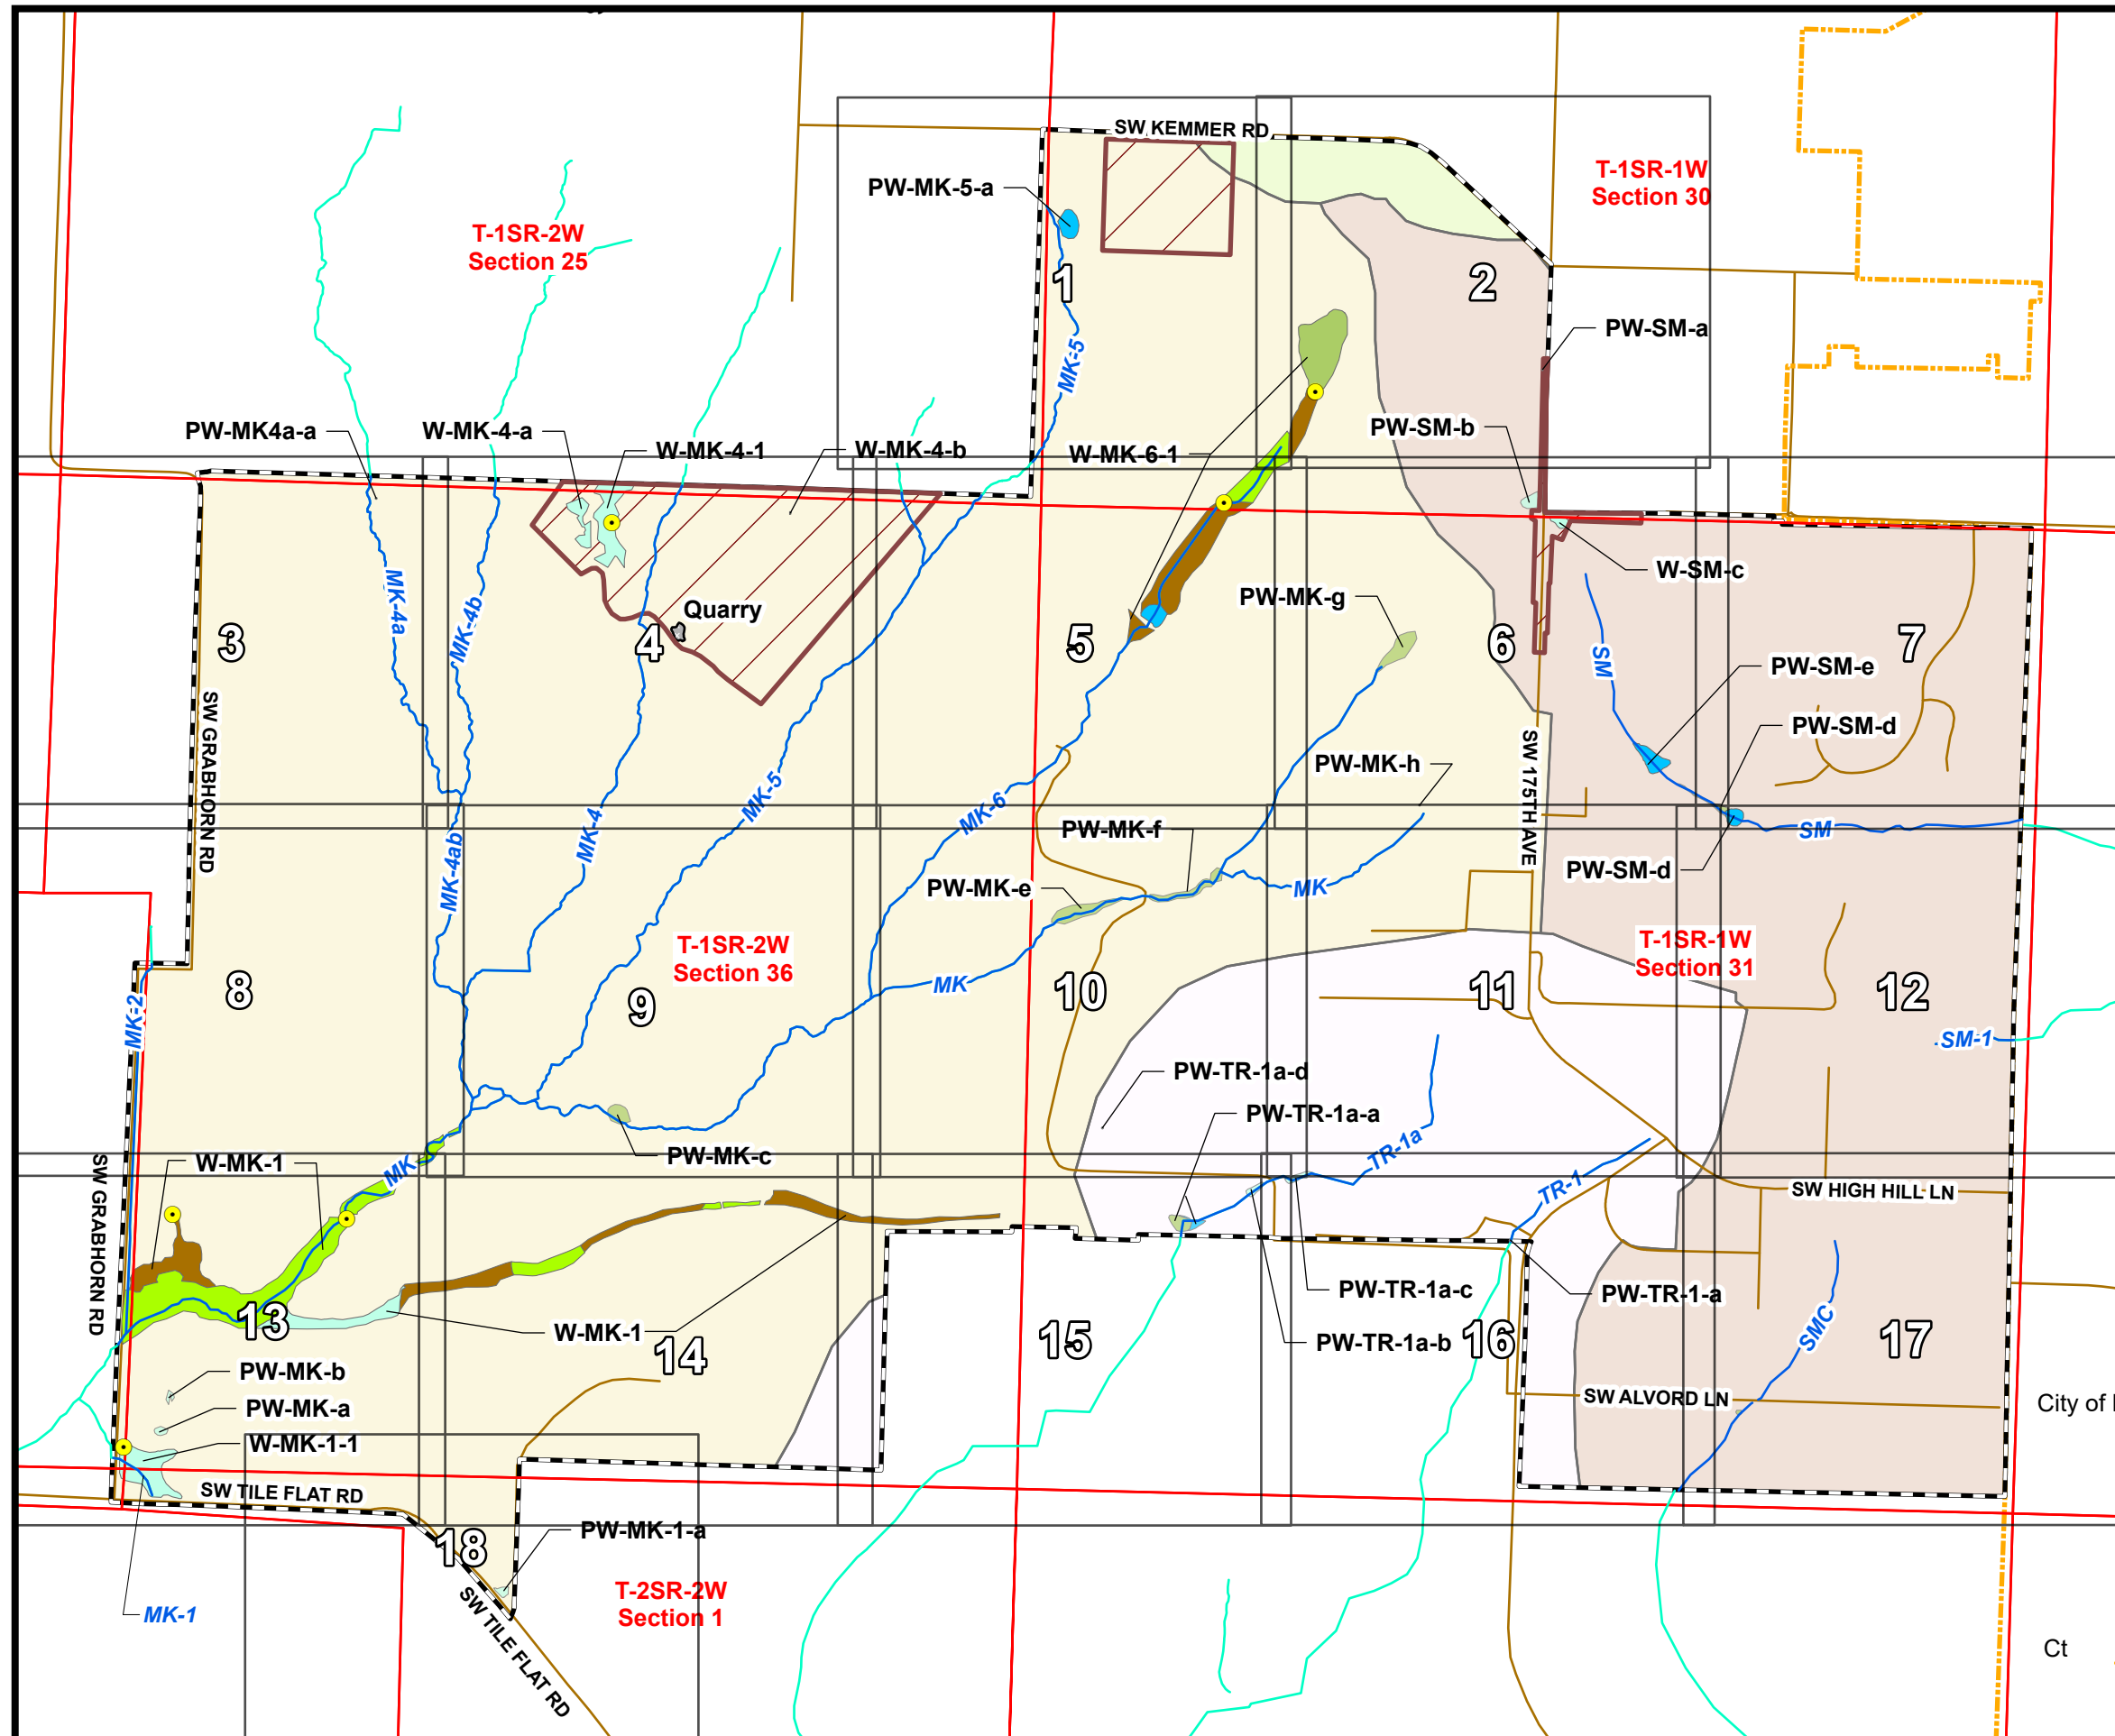 SW KEMMER RD
T-1SR-1W
Section 30
PW-MK-5-a
T-1SR-2W
Section 25
1
2
PW-SM-a
MK-5
PW-MK4a-a
W-MK-4-a
W-MK-4-1
W-MK-4-b
W-MK-6-1
PW-SM-b
W-SM-c
MK-4a
MK-4b
Quarry
PW-MK-g
3
4
5
6
7
SM
PW-SM-e
SW GRABHORN RD
PW-SM-d
SW 175TH AVE
PW-MK-h
MK-5
MK-6
MK-4
MK-4ab
PW-MK-f
SM
PW-SM-d
PW-MK-e
MK
T-1SR-2W
Section 36
T-1SR-1W
Section 31
MK
8
9
10
11
12
MK-2
SM-1
PW-TR-1a-d
PW-TR-1a-a
TR-1a
PW-MK-c
W-MK-1
MK
TR-1
SW HIGH HILL LN
SW GRABHORN RD
PW-TR-1a-c
PW-TR-1-a
13
W-MK-1
14
15
PW-TR-1a-b
16
17
SMC
PW-MK-b
PW-MK-a
SW ALVORD LN
City of
W-MK-1-1
SW TILE FLAT RD
18
PW-MK-1-a
T-2SR-2W
Section 1
MK-1
SW TILE FLAT RD
Ct